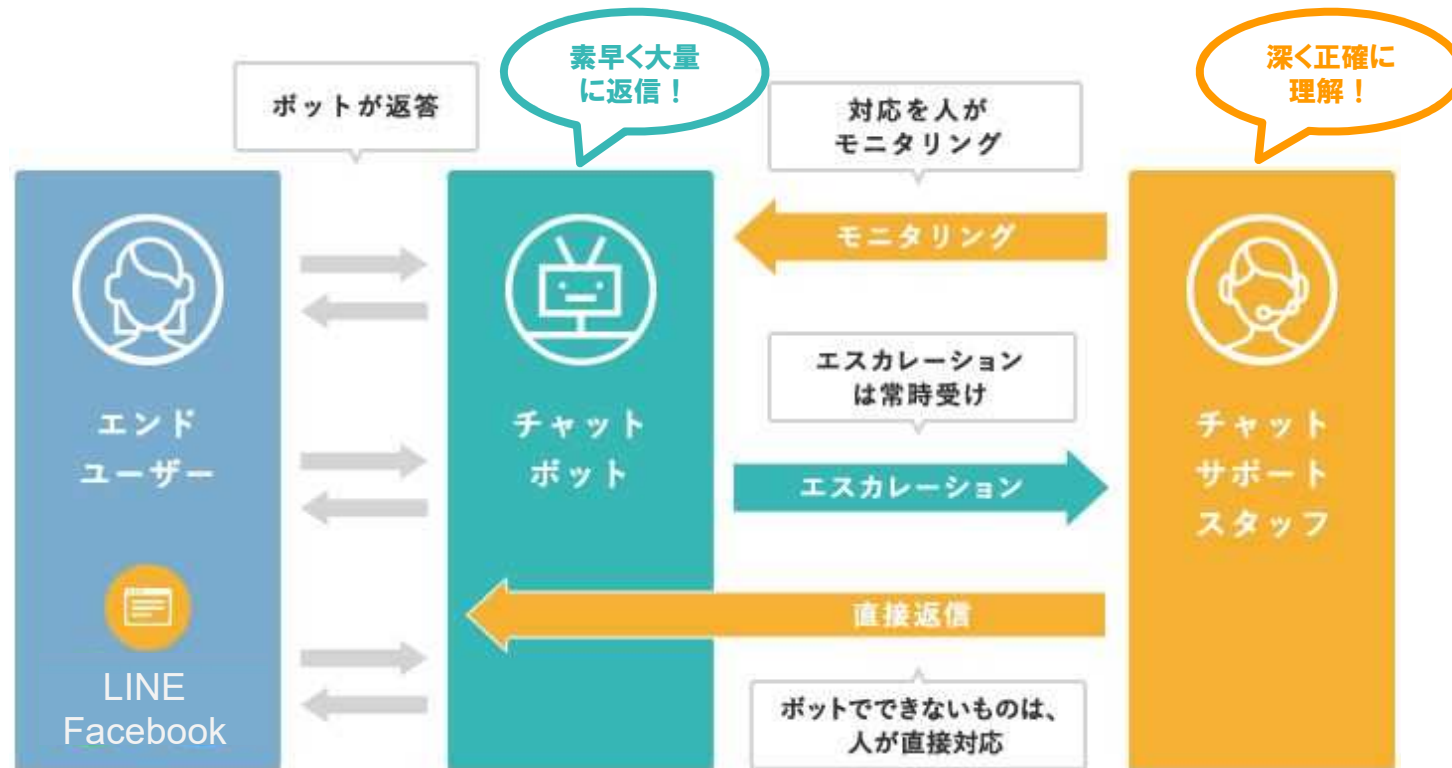 素早く大量
に返信！
深く正確に
理解！
ボットが返答
対応を人が
モニタリング
モニタリング
エスカレーション
は常時受け
エンド
ユーザー
チャット
ボット
エスカレーション
チャット
サポート
スタッフ
直接返信
LINE
Facebook
ボットでできないものは、
人が直接対応